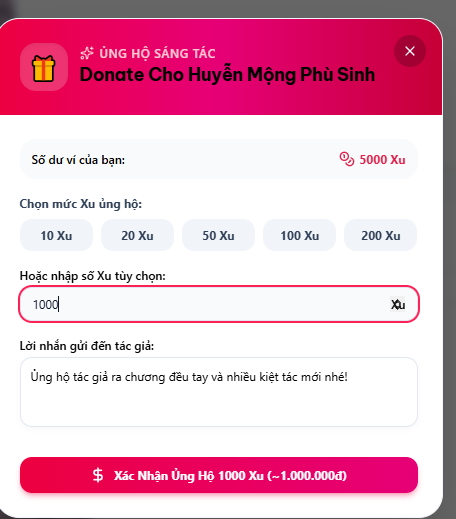 ỦNG HỘ SÁNG TÁC
Donate Cho Huyễn Mộng Phù Sinh
Số dư ví của bạn:
5000 Xu
Chọn mức Xu ủng hộ:
10 Xu
20 Xu
50 Xu
100 Xu
200 Xu
Hoặc nhập số Xu tùy chọn:
1000
Xu
Lời nhắn gửi đến tác giả:
Ủng hộ tác giả ra chương đều tay và nhiều kiệt tác mới nhé!
Xác Nhận Ủng Hộ 1000 Xu (~1.000.000đ)